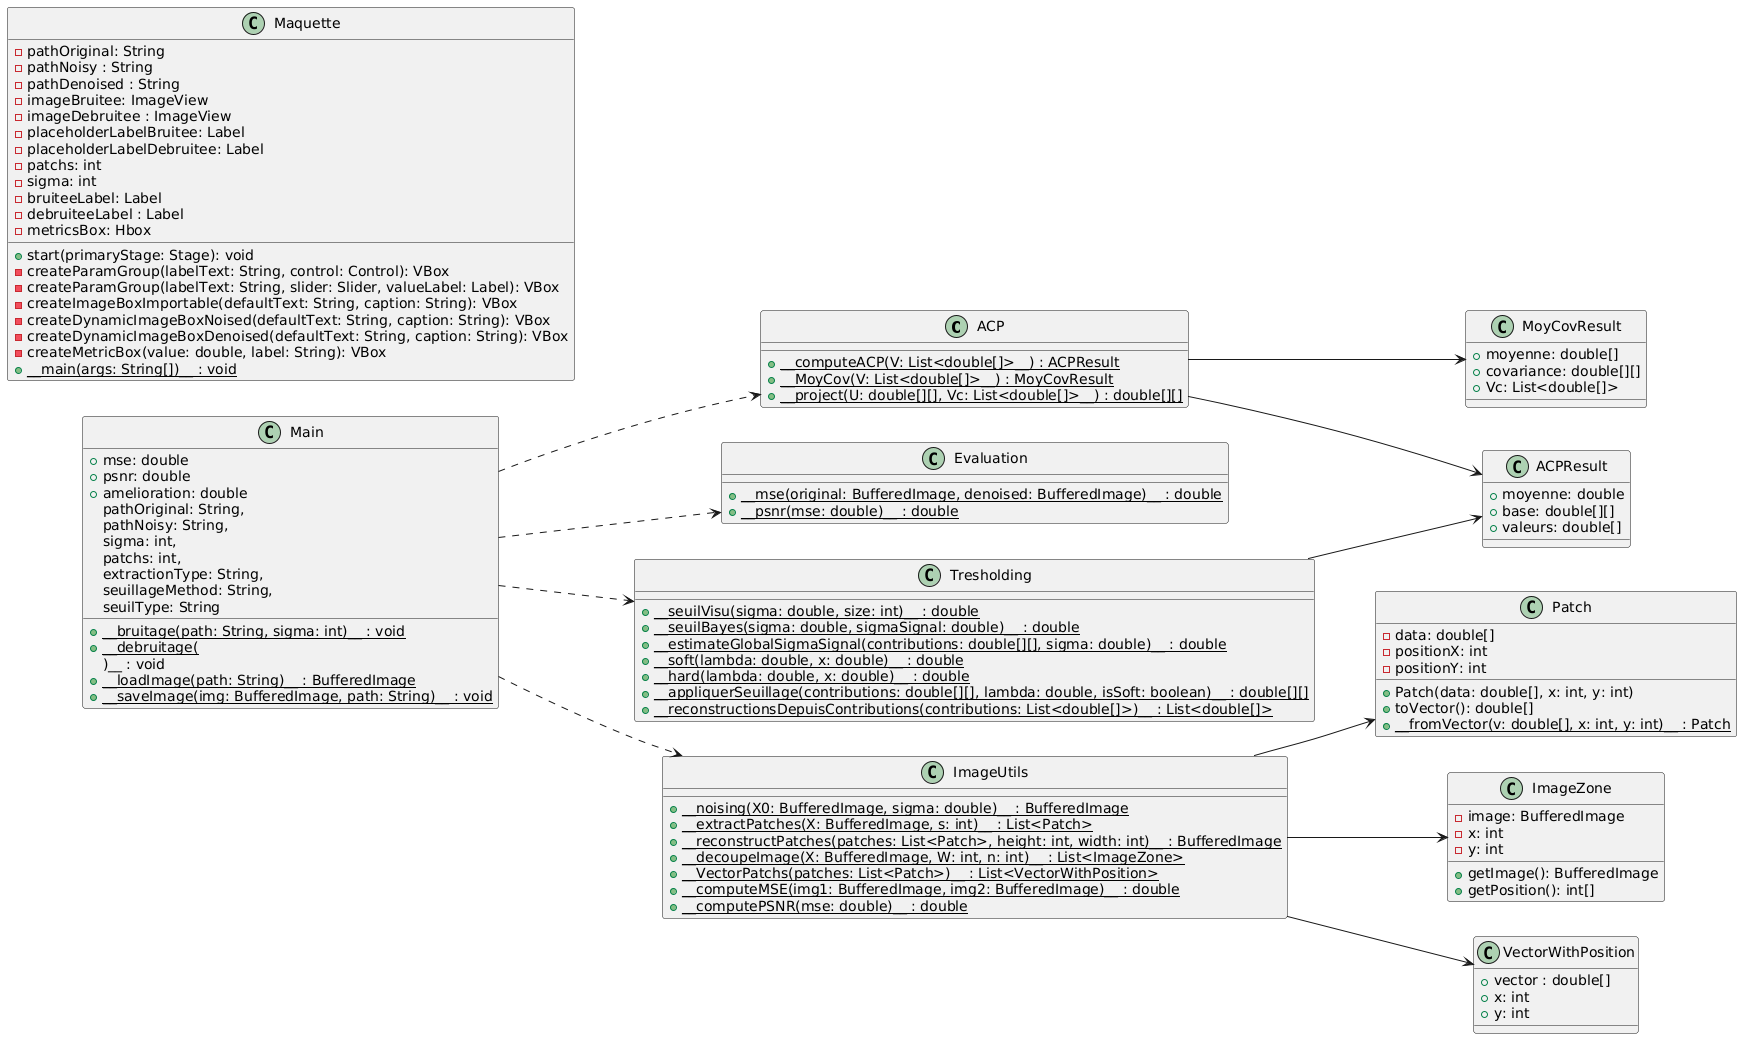 C Maquette
pathOriginal: String
pathNoisy : String
pathDenoised : String
imageBruitee: ImageView
imageDebruitee : ImageView
placeholderLabelBruitee: Label
placeholderLabelDebruitee: Label
patchs: int
sigma: int
bruiteeLabel: Label
debruiteeLabel : Label
metricsBox: Hbox
start(primaryStage: Stage): void
createParamGroup(labelText: String, control: Control): VBox
createParamGroup(labelText: String, slider: Slider, valueLabel: Label): VBox
createImageBoxImportable(defaultText: String, caption: String): VBox
createDynamicImageBoxNoised(defaultText: String, caption: String): VBox
createDynamicImageBoxDenoised(defaultText: String, caption: String): VBox
createMetricBox(value: double, label: String): VBox
__main(args: String[])__ : void
C Main
mse: double
psnr: double
amelioration: double
pathOriginal: String,
pathNoisy: String,
sigma: int,
patchs: int,
extractionType: String,
seuillageMethod: String,
seuilType: String
__bruitage(path: String, sigma: int)__ : void
__debruitage(
)__ : void
__loadImage(path: String)__ : BufferedImage
__saveImage(img: BufferedImage, path: String)__ : void
C ACP
__computeACP(V: List<double[]>__) : ACPResult
__MoyCov(V: List<double[]>__) : MoyCovResult
__project(U: double[][], Vc: List<double[]>__) : double[][]
C Evaluation
__mse(original: BufferedImage, denoised: BufferedImage)__ : double
__psnr(mse: double)__ : double
C Tresholding
__seuilVisu(sigma: double, size: int)__ : double
__seuilBayes(sigma: double, sigmaSignal: double)__ : double
__estimateGlobalSigmaSignal(contributions: double[][], sigma: double)__ : double
__soft(lambda: double, x: double)__ : double
__hard(lambda: double, x: double)__ : double
__appliquerSeuillage(contributions: double[][], lambda: double, isSoft: boolean)__ : double[][]
__reconstructionsDepuisContributions(contributions: List<double[]>)__ : List<double[]>
C ImageUtils
__noising(X0: BufferedImage, sigma: double)__ : BufferedImage
__extractPatches(X: BufferedImage, s: int)__ : List<Patch>
__reconstructPatches(patches: List<Patch>, height: int, width: int)__ : BufferedImage
__decoupeImage(X: BufferedImage, W: int, n: int)__ : List<ImageZone>
__VectorPatchs(patches: List<Patch>)__ : List<VectorWithPosition>
__computeMSE(img1: BufferedImage, img2: BufferedImage)__ : double
__computePSNR(mse: double)__ : double
C MoyCovResult
moyenne: double[]
covariance: double[][]
Vc: List<double[]>
C ACPResult
moyenne: double
base: double[][]
valeurs: double[]
C Patch
data: double[]
positionX: int
positionY: int
Patch(data: double[], x: int, y: int)
toVector(): double[]
__fromVector(v: double[], x: int, y: int)__ : Patch
C ImageZone
image: BufferedImage
x: int
y: int
getImage(): BufferedImage
getPosition(): int[]
C VectorWithPosition
vector : double[]
x: int
y: int